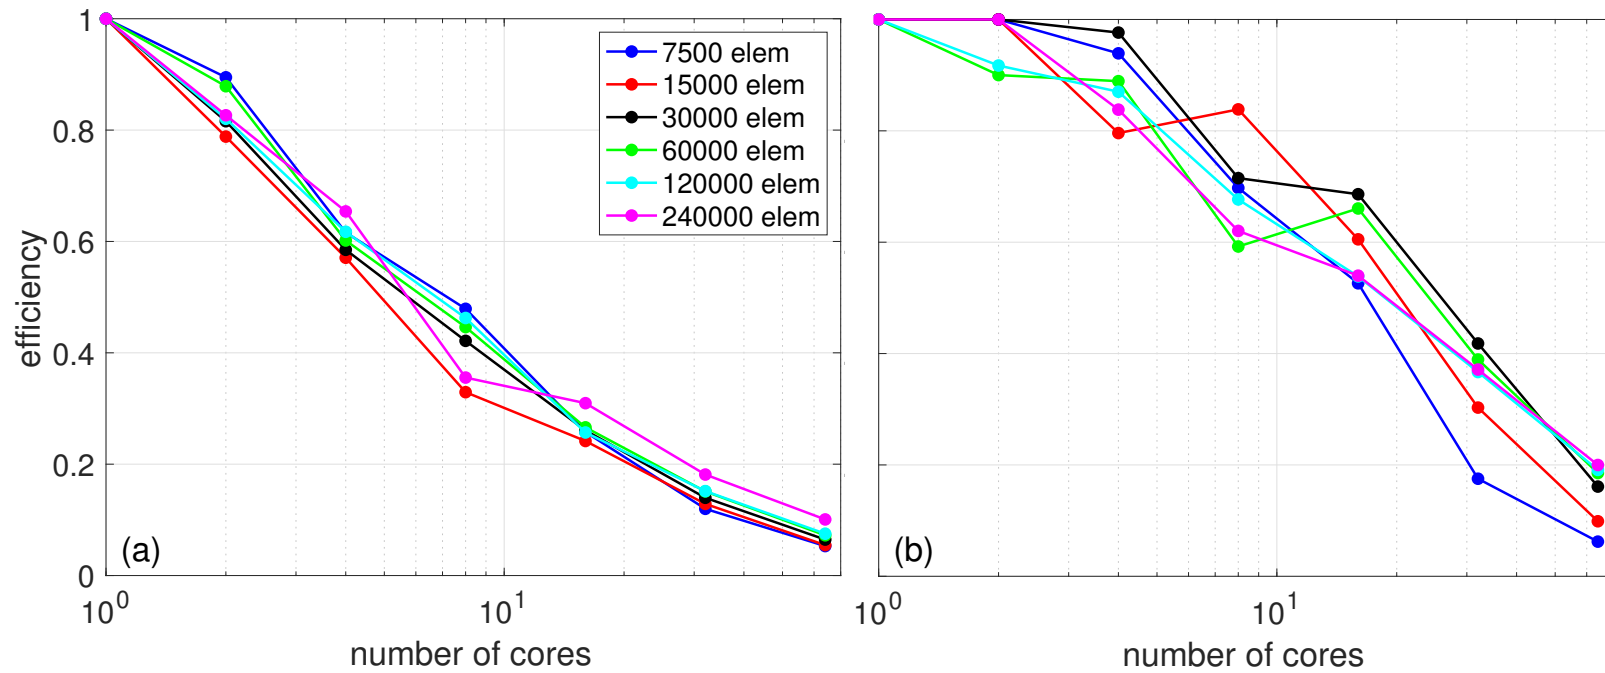 1
0.8
0.6
0.4
0.2
0
efficiency
7500 elem
15000 elem
30000 elem
60000 elem
120000 elem
240000 elem
(a)
10^0
10^1
number of cores
(b)
10^0
10^1
number of cores